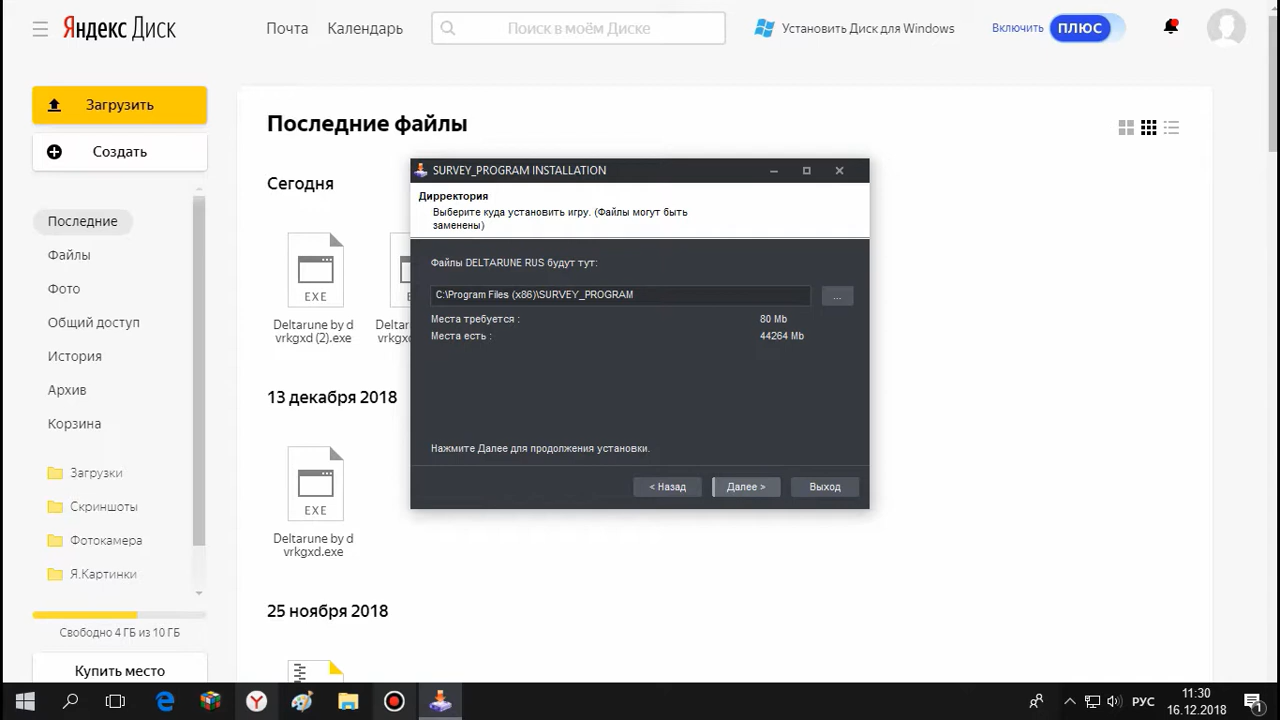 Яндекс Диск
Почта
Календарь
Поиск в моём Диске
Установить Диск для Windows
Включить
ПЛЮС
Загрузить
Создать
Последние
Файлы
Фото
Общий доступ
История
Архив
Корзина
Загрузки
Скриншоты
Фотокамера
Я.Картинки
Свободно 4 ГБ из 10 ГБ
Купить место
Последние файлы
Сегодня
EXE
Deltarune by d
vrkgxd (2).exe
13 декабря 2018
EXE
Deltarune by d
vrkgxd.exe
25 ноября 2018
SURVEY_PROGRAM INSTALLATION
Дирректория
Выберите куда установить игру. (Файлы могут быть
заменены)
Файлы DELTARUNE RUS будут тут:
C:\Program Files (x86)\SURVEY_PROGRAM
...
Места требуется : 80 Mb
Места есть : 44264 Mb
Нажмите Далее для продолжения установки.
< Назад
Далее >
Выход
РУС
11:30
16.12.2018
1